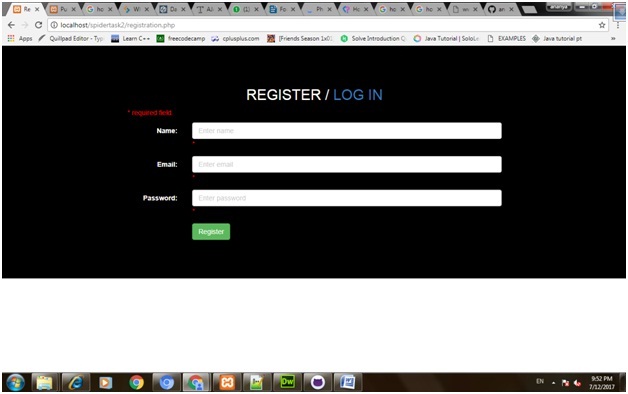 Re Pu G ho Wi Da Aj (1) Fo Ph Ho G ho G ho wo an ananya
localhost/spidertask2/registration.php
Apps Quillpad Editor - Typ Learn C++ freecodecamp cplusplus.com [Friends Season 1x01 Solve Introduction Q Java Tutorial | SoloLe EXAMPLES Java tutorial pt
REGISTER / LOG IN
* required field
Name: Enter name
*
Email: Enter email
*
Password: Enter password
*
Register
EN 9:52 PM
7/12/2017